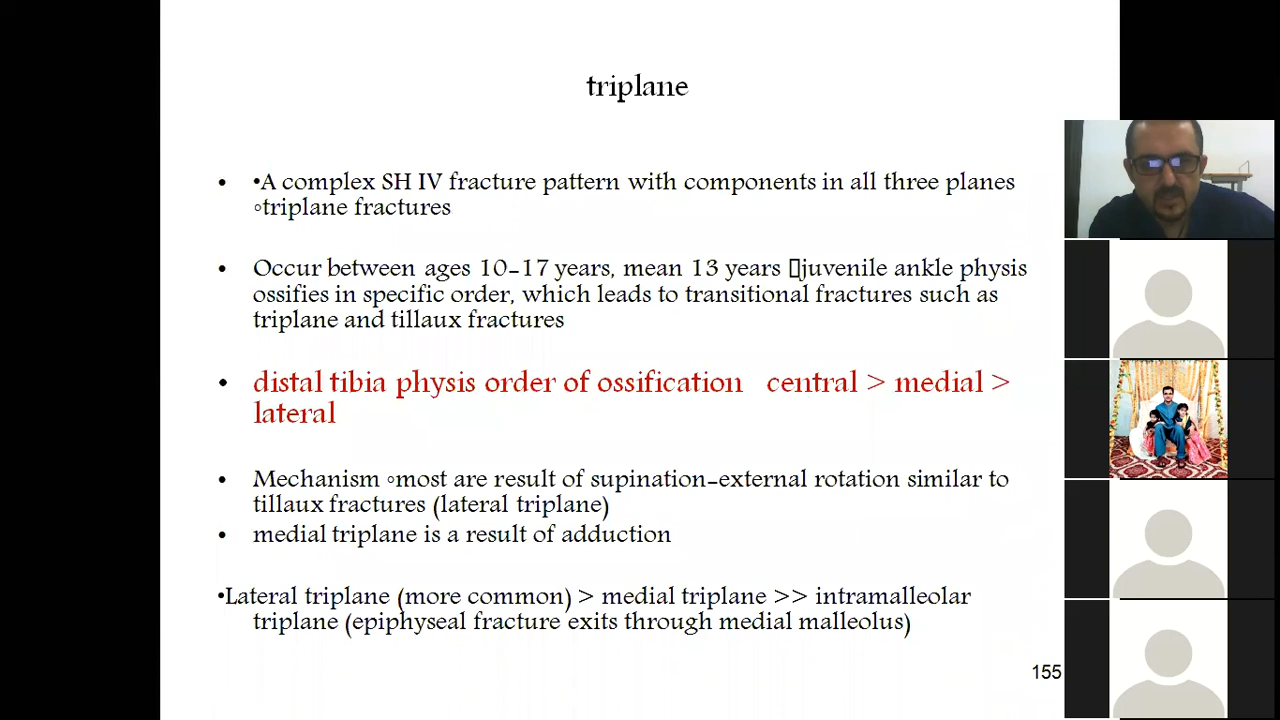 triplane
• •A complex SH IV fracture pattern with components in all three planes
◦triplane fractures
• Occur between ages 10-17 years, mean 13 years ▯juvenile ankle physis
ossifies in specific order, which leads to transitional fractures such as
triplane and tillaux fractures
• distal tibia physis order of ossification central > medial >
lateral
• Mechanism ◦most are result of supination-external rotation similar to
tillaux fractures (lateral triplane)
• medial triplane is a result of adduction
•Lateral triplane (more common) > medial triplane >> intramalleolar
triplane (epiphyseal fracture exits through medial malleolus)
155